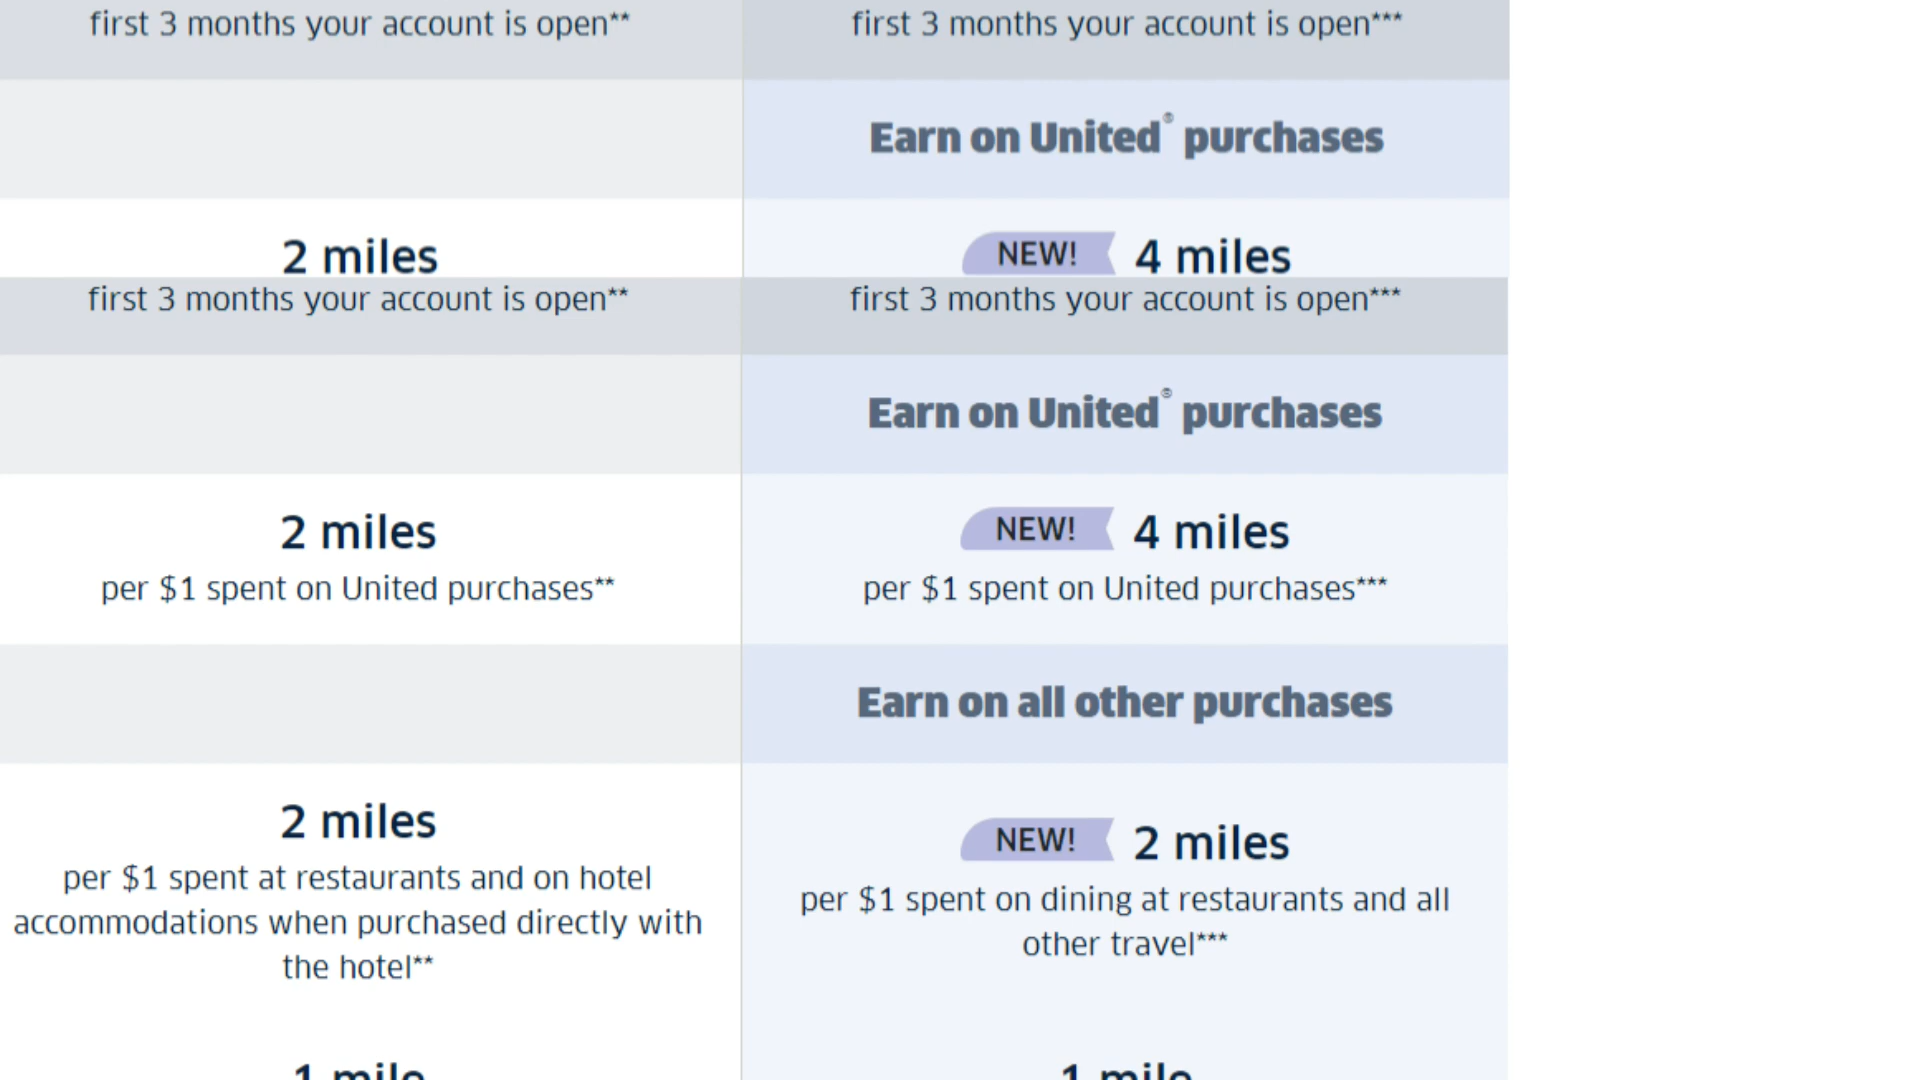 first 3 months your account is open** first 3 months your account is open***
Earn on United® purchases
2 miles NEW! 4 miles
first 3 months your account is open** first 3 months your account is open***
Earn on United® purchases
2 miles NEW! 4 miles
per $1 spent on United purchases** per $1 spent on United purchases***
Earn on all other purchases
2 miles
per $1 spent at restaurants and on hotel
accommodations when purchased directly with
the hotel**
NEW! 2 miles
per $1 spent on dining at restaurants and all
other travel***
1 mile 1 mile